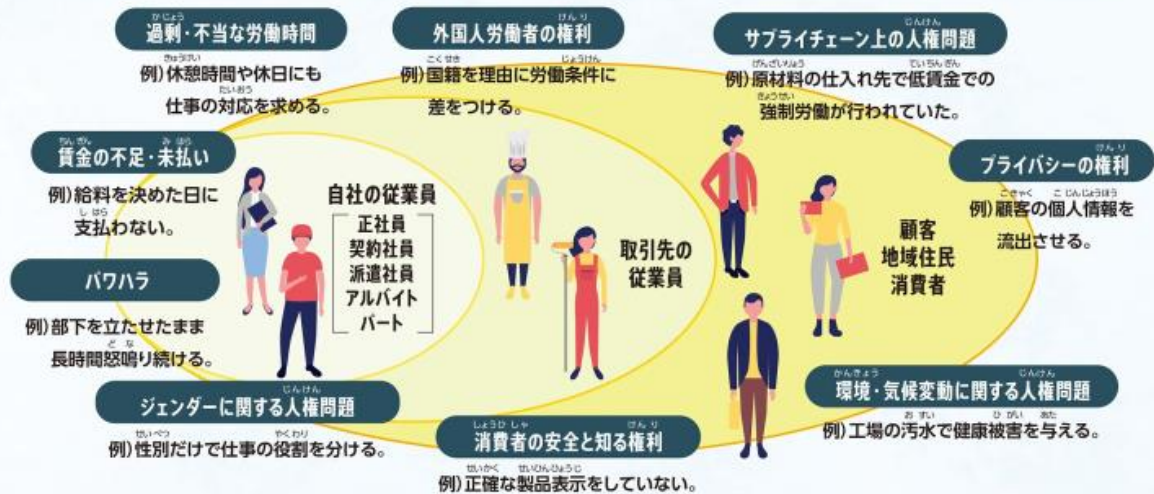 過剰・不当な労働時間
例)休憩時間や休日にも
仕事の対応を求める。
外国人労働者の権利
例)国籍を理由に労働条件に
差をつける。
サプライチェーン上の人権問題
例)原材料の仕入れ先で低賃金での
強制労働が行われていた。
賃金の不足・未払い
例)給料を決めた日に
支払わない。
プライバシーの権利
例)顧客の個人情報を
流出させる。
自社の従業員
正社員
契約社員
派遣社員
アルバイト
パート
取引先の
従業員
顧客
地域住民
消費者
パワハラ
例)部下を立たせたまま
長時間怒鳴り続ける。
ジェンダーに関する人権問題
例)性別だけで仕事の役割を分ける。
消費者の安全と知る権利
例)正確な製品表示をしていない。
環境・気候変動に関する人権問題
例)工場の汚水で健康被害を与える。